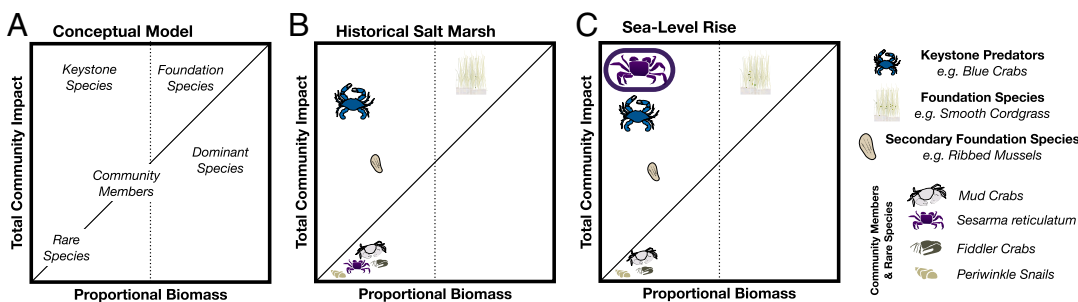 A
Conceptual Model
Total Community Impact
Keystone
Species
Foundation
Species
Dominant
Species
Community
Members
Rare
Species
Proportional Biomass
B
Historical Salt Marsh
Total Community Impact
Proportional Biomass
C
Sea-Level Rise
Total Community Impact
Proportional Biomass
Keystone Predators
e.g. Blue Crabs
Foundation Species
e.g. Smooth Cordgrass
Secondary Foundation Species
e.g. Ribbed Mussels
Community Members
& Rare Species
Mud Crabs
Sesarma reticulatum
Fiddler Crabs
Periwinkle Snails